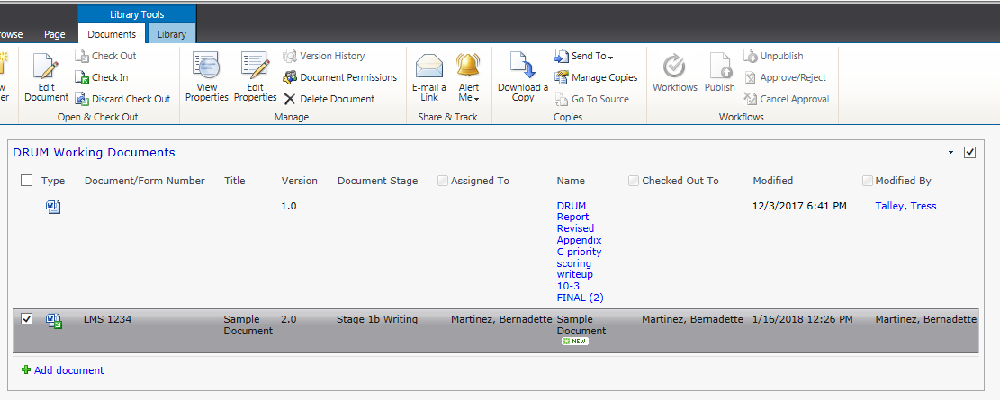 Library Tools
owse Page Documents Library
Edit Document
Check Out
Check In
Discard Check Out
Open & Check Out
View Properties
Edit Properties
Version History
Document Permissions
Delete Document
Manage
E-mail a Link
Alert Me
Share & Track
Download a Copy
Send To
Manage Copies
Go To Source
Copies
Workflows
Publish
Unpublish
Approve/Reject
Cancel Approval
Workflows
DRUM Working Documents
Type Document/Form Number Title Version Document Stage Assigned To Name Checked Out To Modified Modified By
1.0 DRUM 12/3/2017 6:41 PM Talley, Tress
Report
Revised
Appendix
C priority
scoring
writeup
10-3
FINAL (2)
LMS 1234 Sample 2.0 Stage 1b Writing Martinez, Bernadette Sample Martinez, Bernadette 1/16/2018 12:26 PM Martinez, Bernadette
Document Document
NEW
Add document